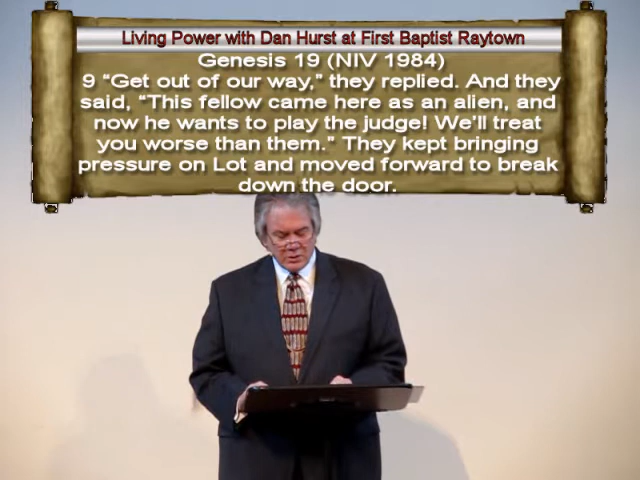 Living Power with Dan Hurst at First Baptist Raytown
Genesis 19 (NIV 1984)
9 “Get out of our way,” they replied. And they
said, “This fellow came here as an alien, and
now he wants to play the judge! We’ll treat
you worse than them.” They kept bringing
pressure on Lot and moved forward to break
down the door.